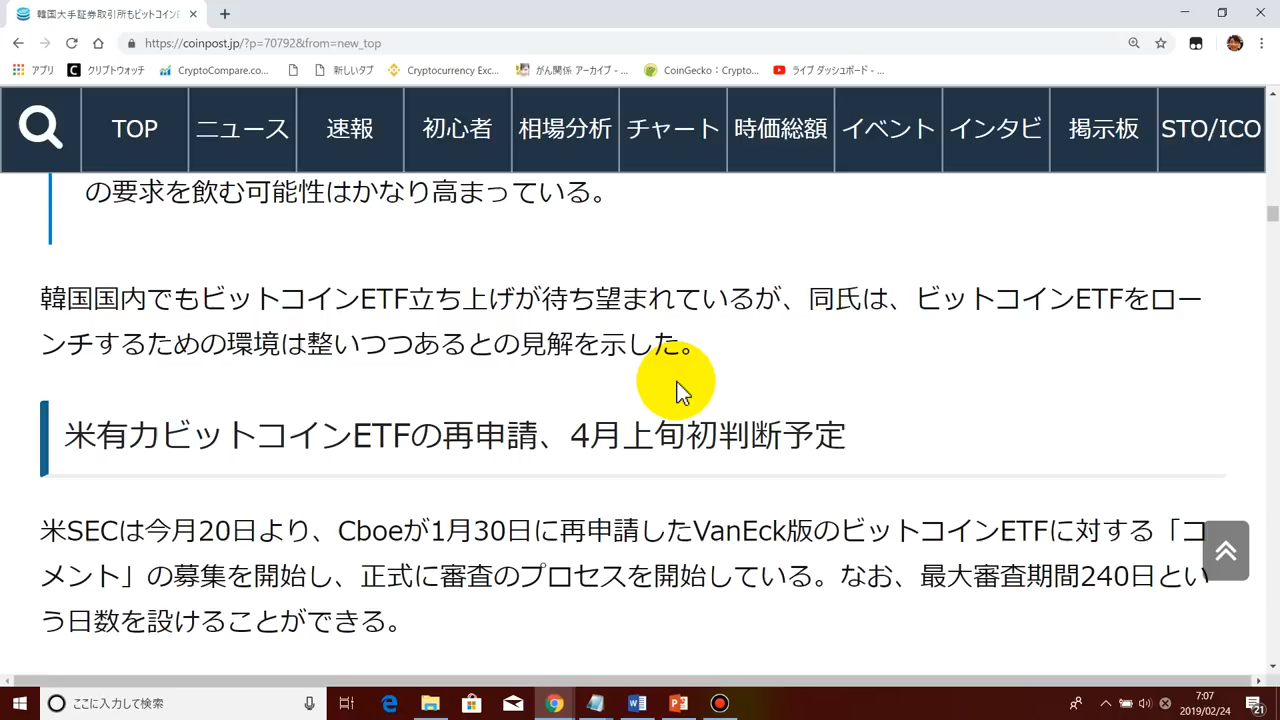 韓国大手証券取引所もビットコインE
https://coinpost.jp/?p=70792&from=new_top
アプリ
クリプトウォッチ
CryptoCompare.co...
新しいタブ
Cryptocurrency Exc...
がん関係 アーカイブ - ...
CoinGecko：Crypto...
ライブ ダッシュボード - ...
TOP
ニュース
速報
初心者
相場分析
チャート
時価総額
イベント
インタビ
掲示板
STO/ICO
の要求を飲む可能性はかなり高まっている。
韓国国内でもビットコインETF立ち上げが待ち望まれているが、同氏は、ビットコインETFをロー
ンチするための環境は整いつつあるとの見解を示した。
米有力ビットコインETFの再申請、4月上旬初判断予定
米SECは今月20日より、Cboeが1月30日に再申請したVanEck版のビットコインETFに対する「コ
メント」の募集を開始し、正式に審査のプロセスを開始している。なお、最大審査期間240日とい
う日数を設けることができる。
ここに入力して検索
7:07
2019/02/24
21